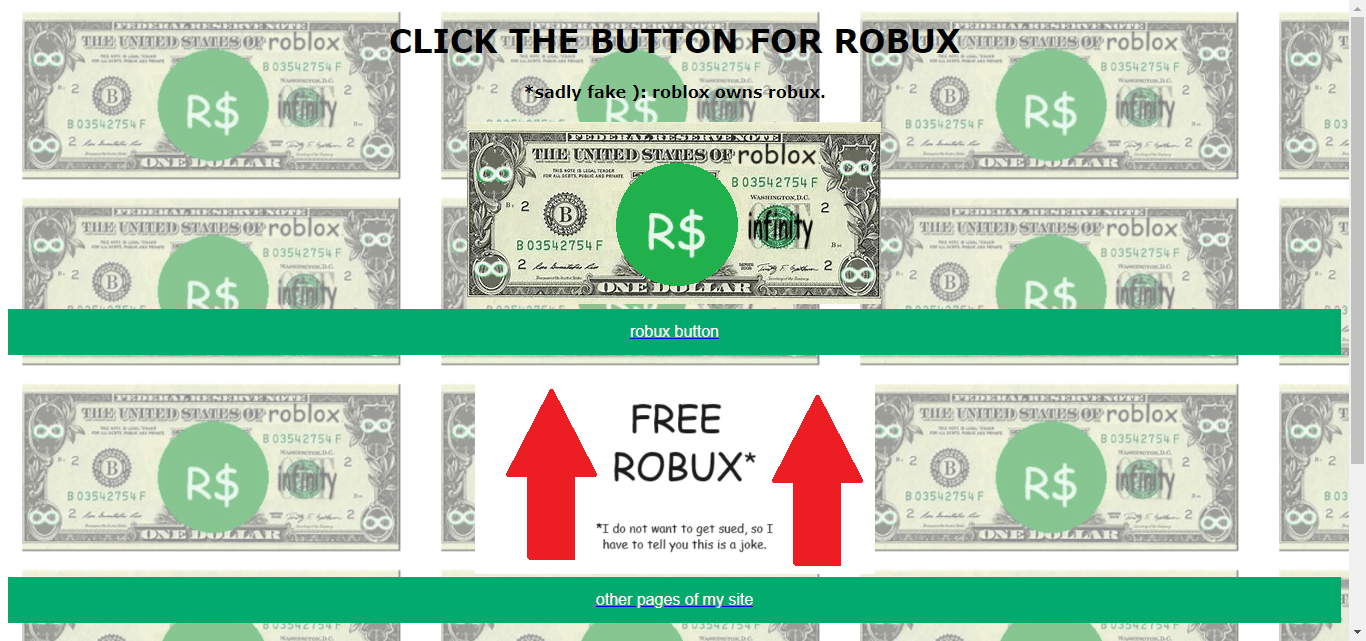 CLICK THE BUTTON FOR ROBUX
*sadly fake ): roblox owns robux.
FEDERAL RESERVE NOTE
THE UNITED STATES OF roblox
THIS NOTE IS LEGAL TENDER
FOR ALL DEBTS, PUBLIC AND PRIVATE
B 03542754 F
WASHINGTON, D.C.
2
B
R$
infinity
2
B 03542754 F
2
SERIES
2009
2
ONE DOLLAR
robux button
FREE
ROBUX*
*I do not want to get sued, so I
have to tell you this is a joke.
other pages of my site